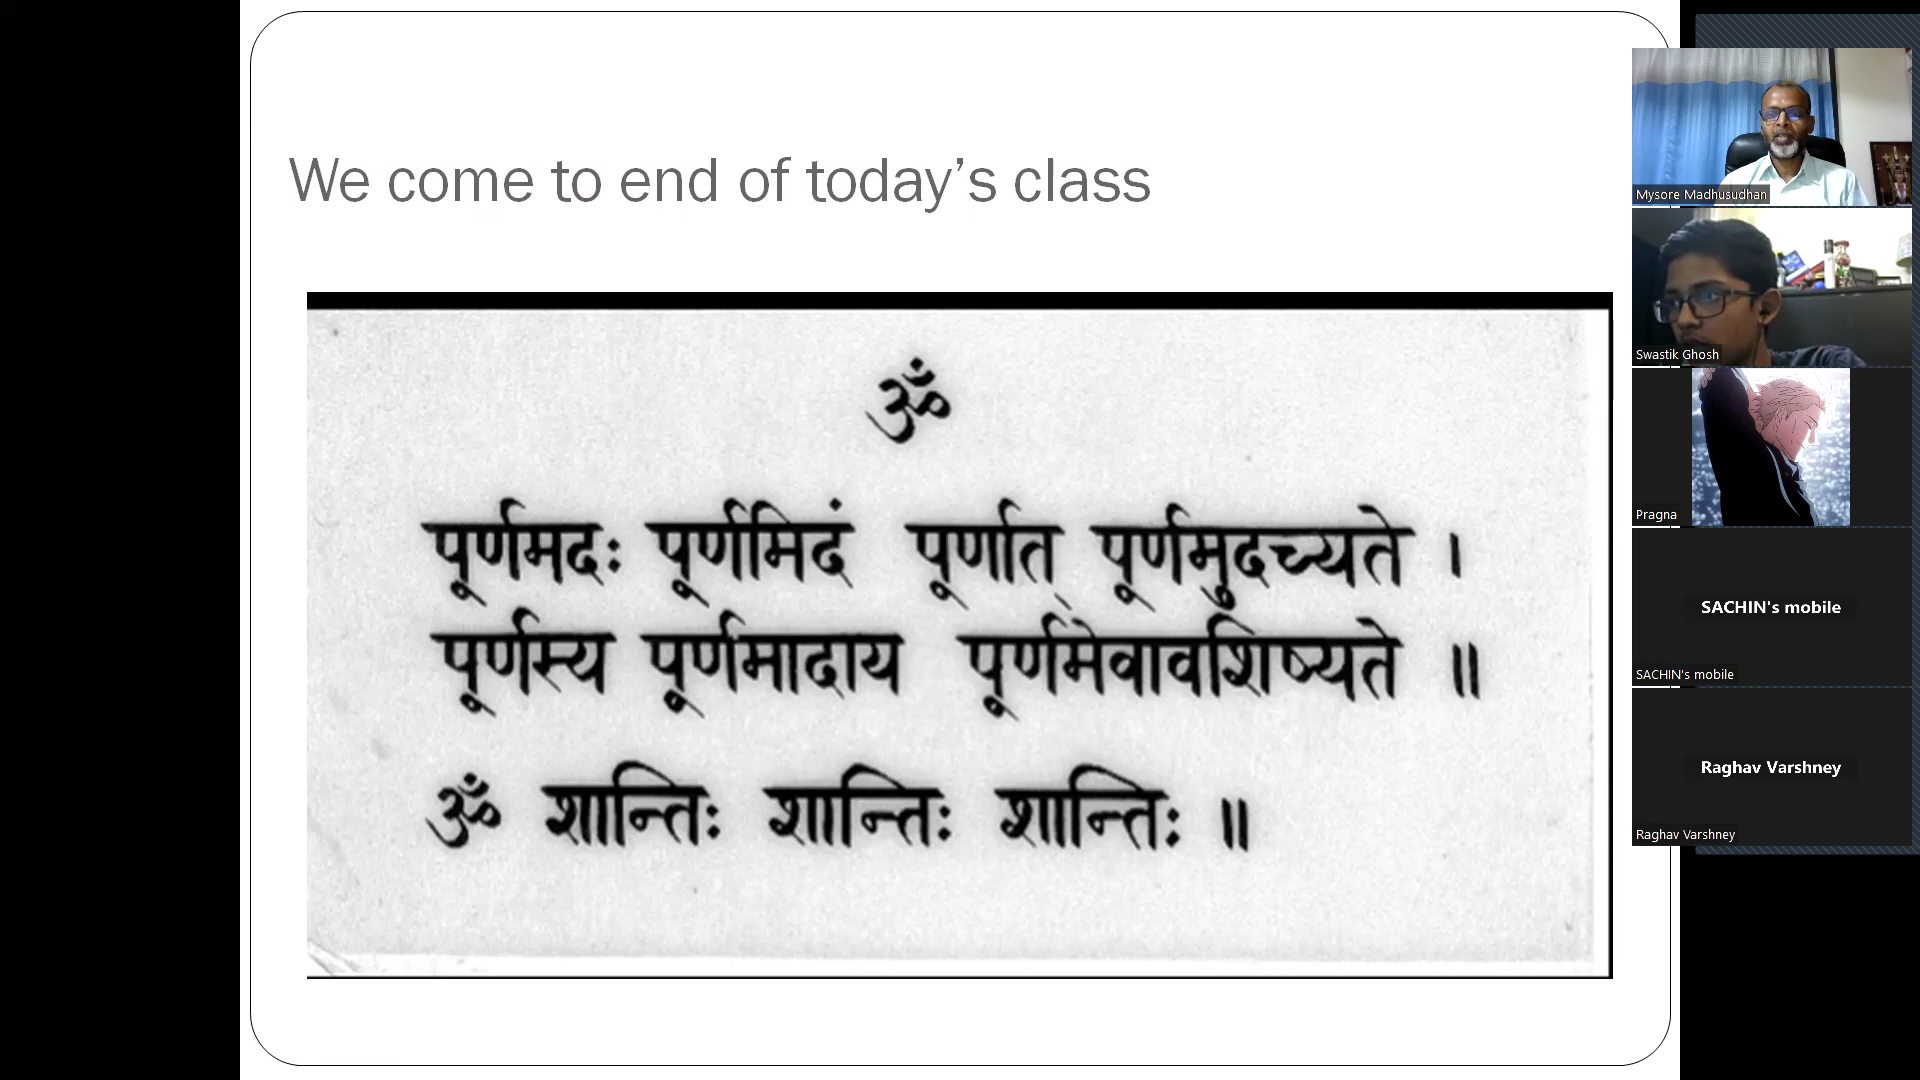 We come to end of today’s class
ॐ
पूर्णमदः पूर्णमिदं पूर्णात् पूर्णमुदच्यते ।
पूर्णस्य पूर्णमादाय पूर्णमेवावशिष्यते ॥
ॐ शान्तिः शान्तिः शान्तिः ॥
Mysore Madhusudhan
Swastik Ghosh
Pragna
SACHIN's mobile
SACHIN's mobile
Raghav Varshney
Raghav Varshney